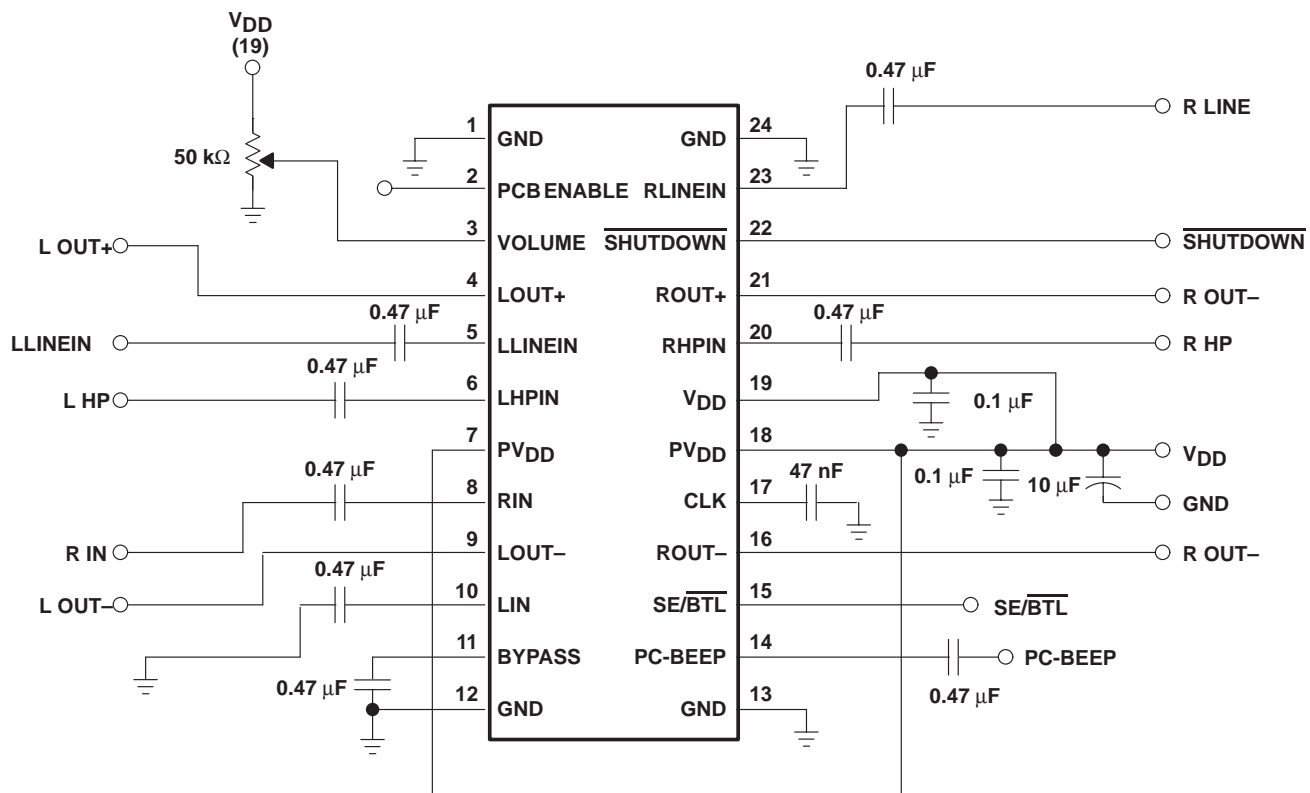 VDD
(19)
50 kΩ
L OUT+
LLINEIN
0.47 μF
L HP
0.47 μF
R IN
0.47 μF
L OUT–
0.47 μF
0.47 μF
1 GND
2 PCB ENABLE
3 VOLUME
4 LOUT+
5 LLINEIN
6 LHPIN
7 PVDD
8 RIN
9 LOUT–
10 LIN
11 BYPASS
12 GND
GND 24
RLINEIN 23
SHUTDOWN 22
ROUT+ 21
RHPIN 20
VDD 19
PVDD 18
CLK 17
ROUT– 16
SE/BTL 15
PC-BEEP 14
GND 13
0.47 μF
R LINE
SHUTDOWN
R OUT–
0.47 μF
R HP
0.1 μF
VDD
0.1 μF
10 μF
GND
47 nF
R OUT–
SE/BTL
PC-BEEP
0.47 μF